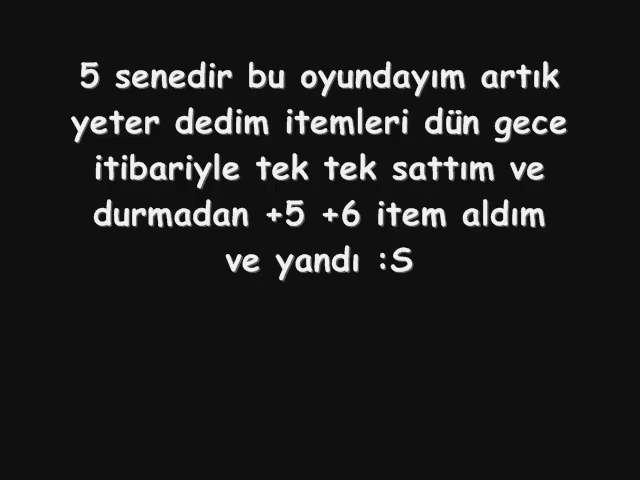 5 senedir bu oyundayım artık
yeter dedim itemleri dün gece
itibariyle tek tek sattım ve
durmadan +5 +6 item aldım
ve yandı :S